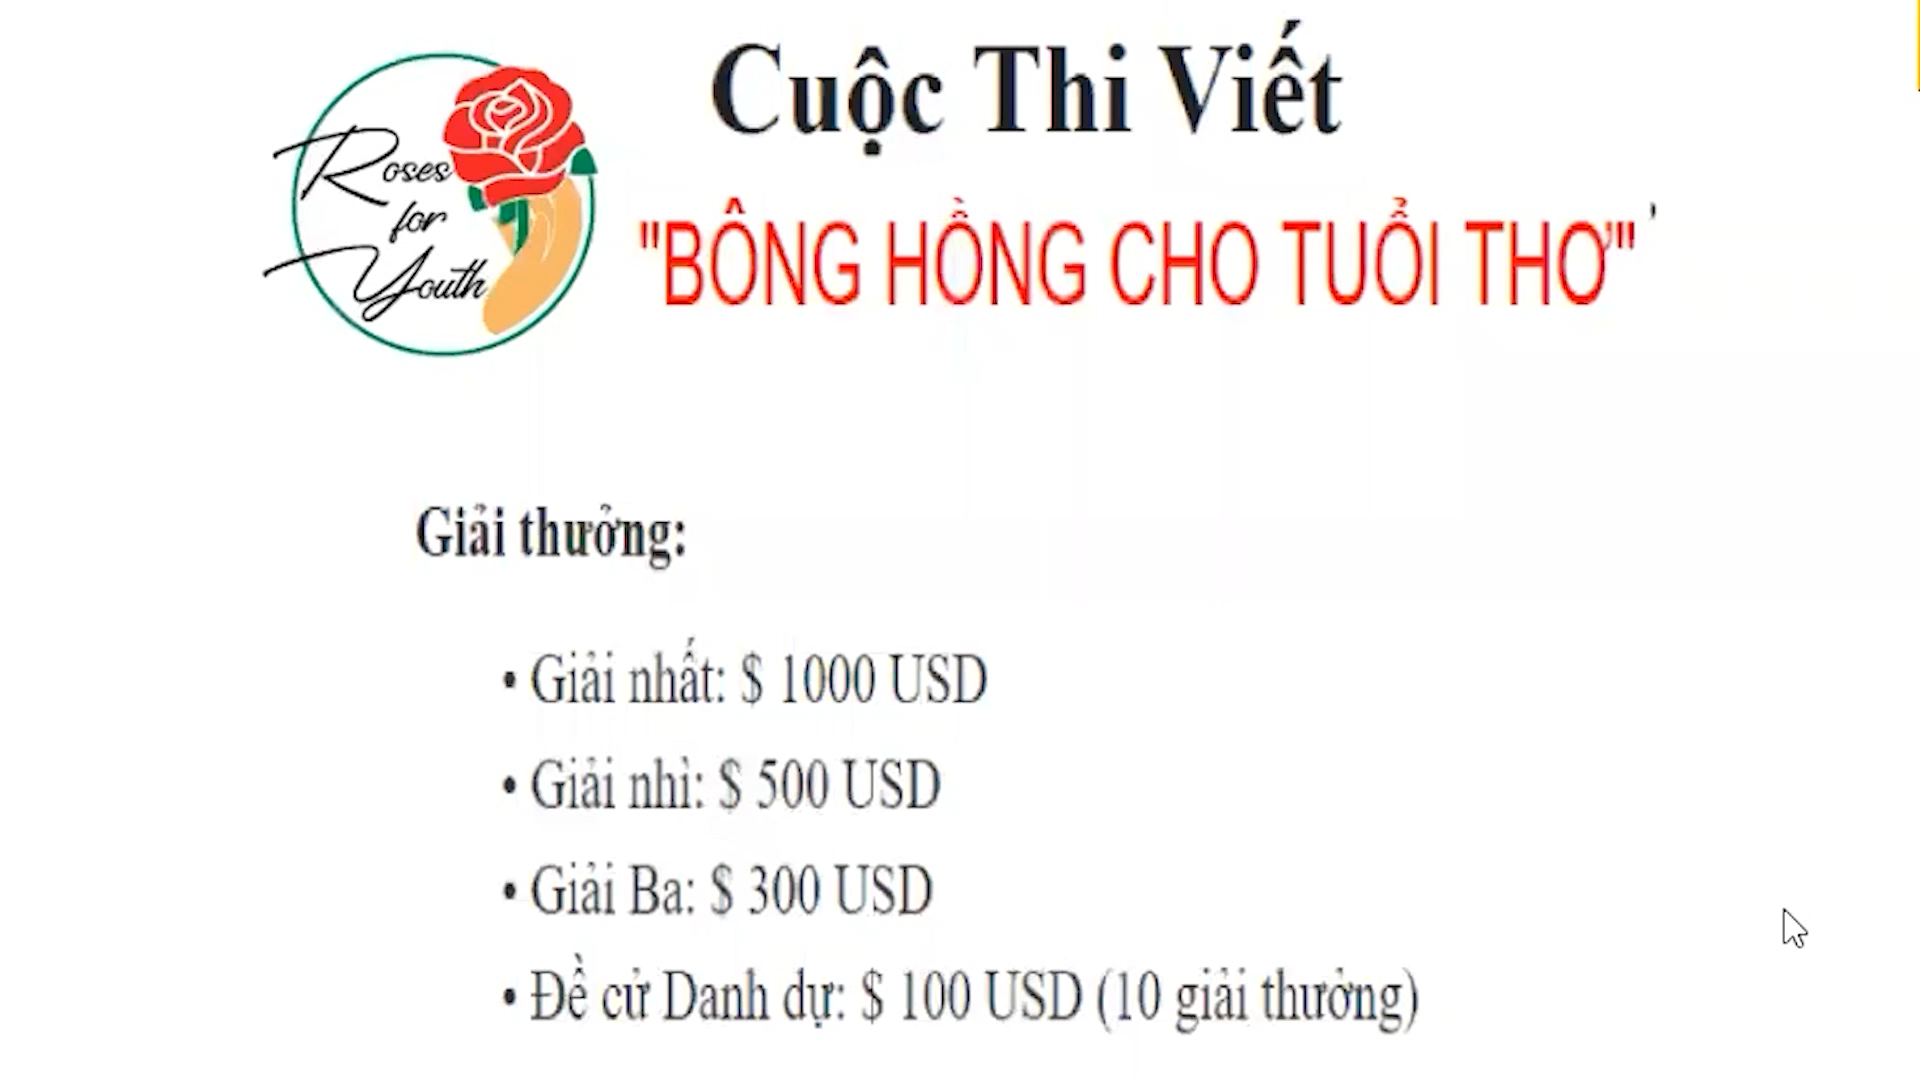 Cuộc Thi Viết
"BÔNG HỒNG CHO TUỔI THƠ"
Roses
for
Youth
Giải thưởng:
• Giải nhất: $ 1000 USD
• Giải nhì: $ 500 USD
• Giải Ba: $ 300 USD
• Đề cử Danh dự: $ 100 USD (10 giải thưởng)